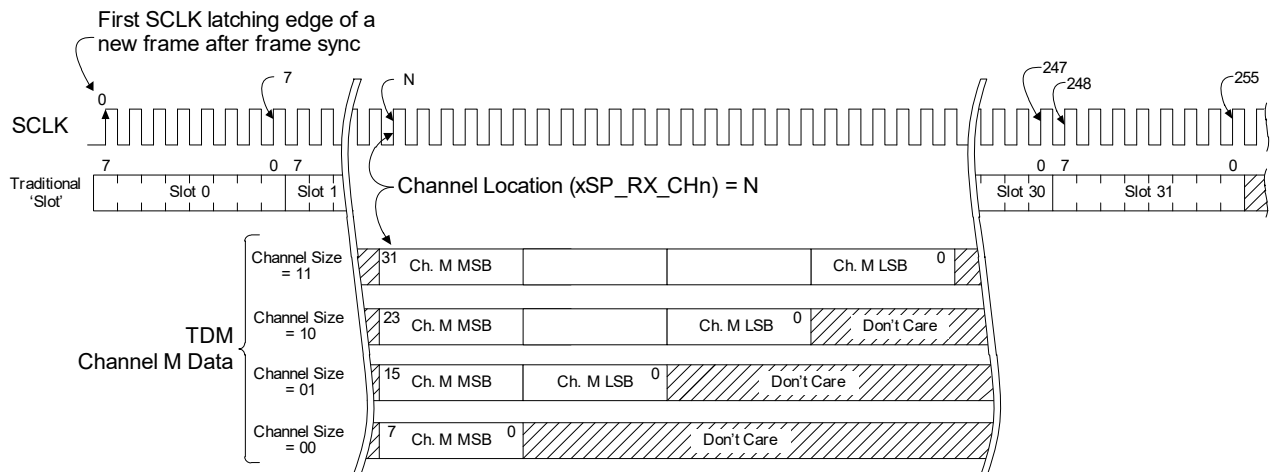 First SCLK latching edge of a
new frame after frame sync
0
7
N
247
248
255
SCLK
7 0 7 0 7 0
Traditional
‘Slot’
Slot 0 Slot 1 Slot 30 Slot 31
Channel Location (xSP_RX_CHn) = N
TDM
Channel M Data
Channel Size
= 11
31 Ch. M MSB Ch. M LSB 0
Channel Size
= 10
23 Ch. M MSB Ch. M LSB 0 Don’t Care
Channel Size
= 01
15 Ch. M MSB Ch. M LSB 0 Don’t Care
Channel Size
= 00
7 Ch. M MSB 0 Don’t Care